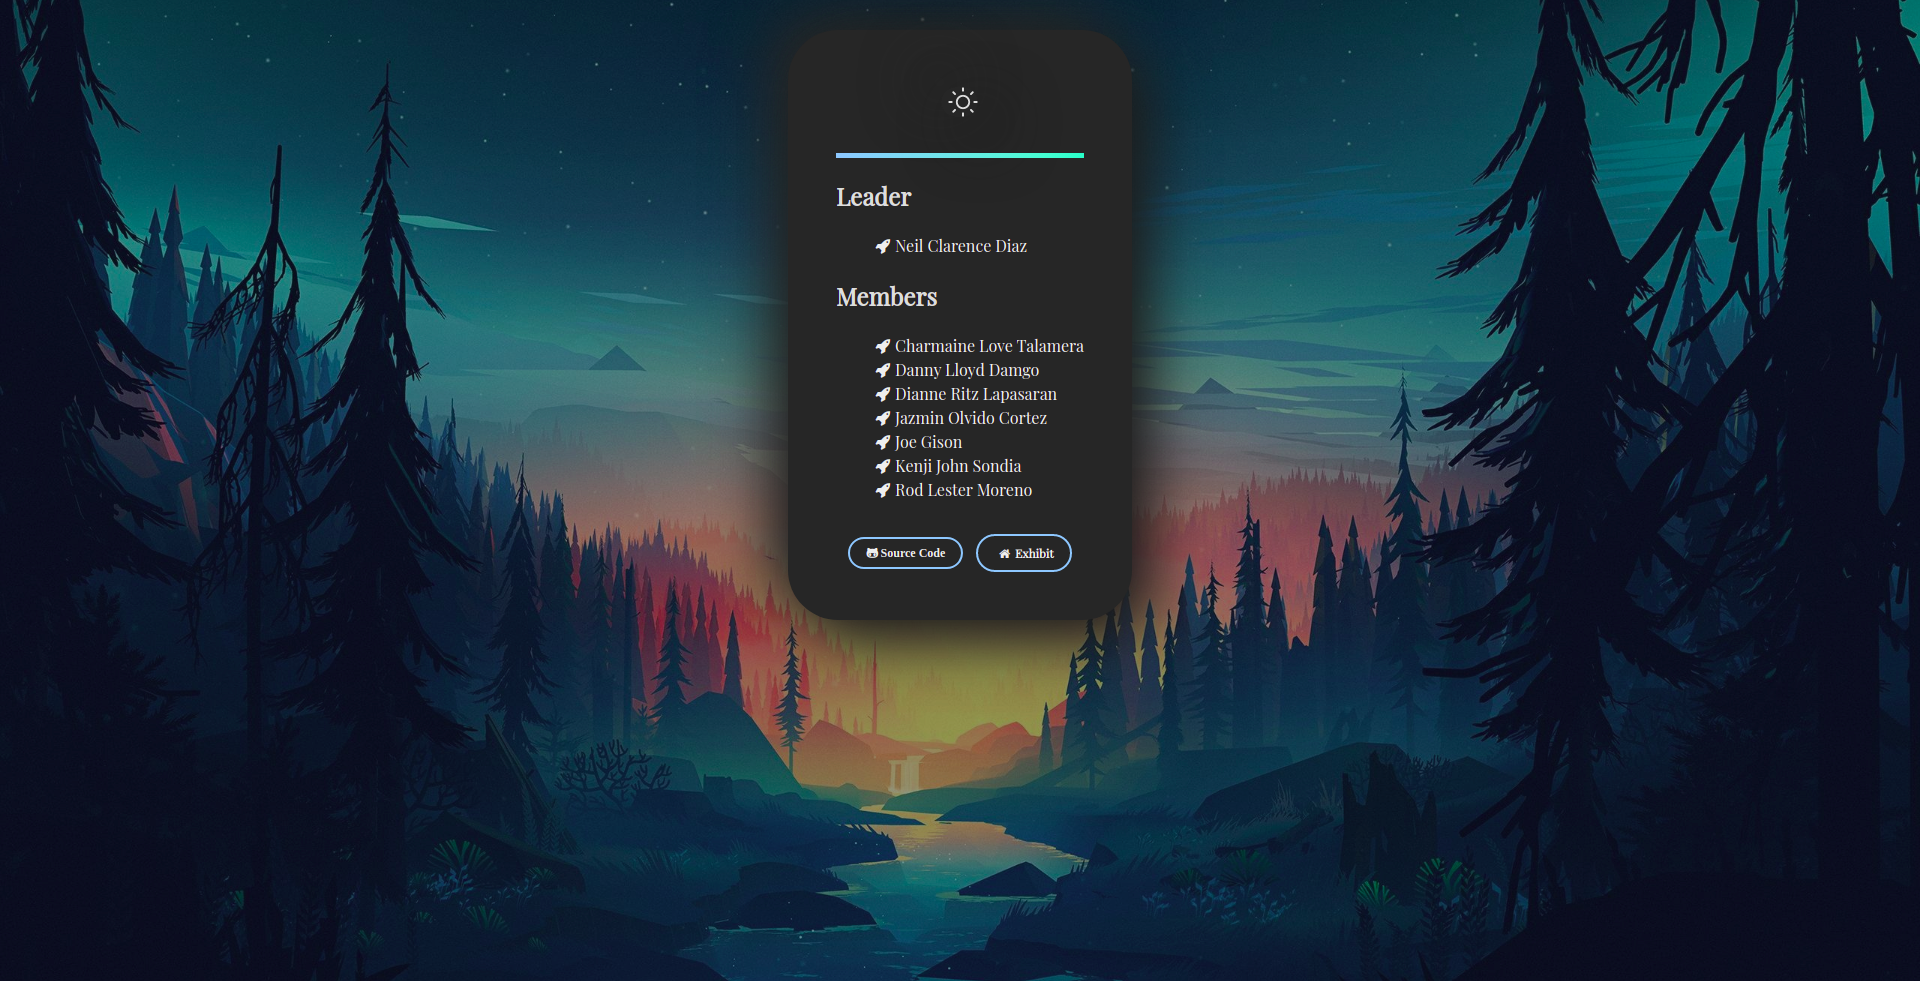 Leader
Neil Clarence Diaz
Members
Charmaine Love Talamera
Danny Lloyd Damgo
Dianne Ritz Lapasaran
Jazmin Olvido Cortez
Joe Gison
Kenji John Sondia
Rod Lester Moreno
Source Code
Exhibit